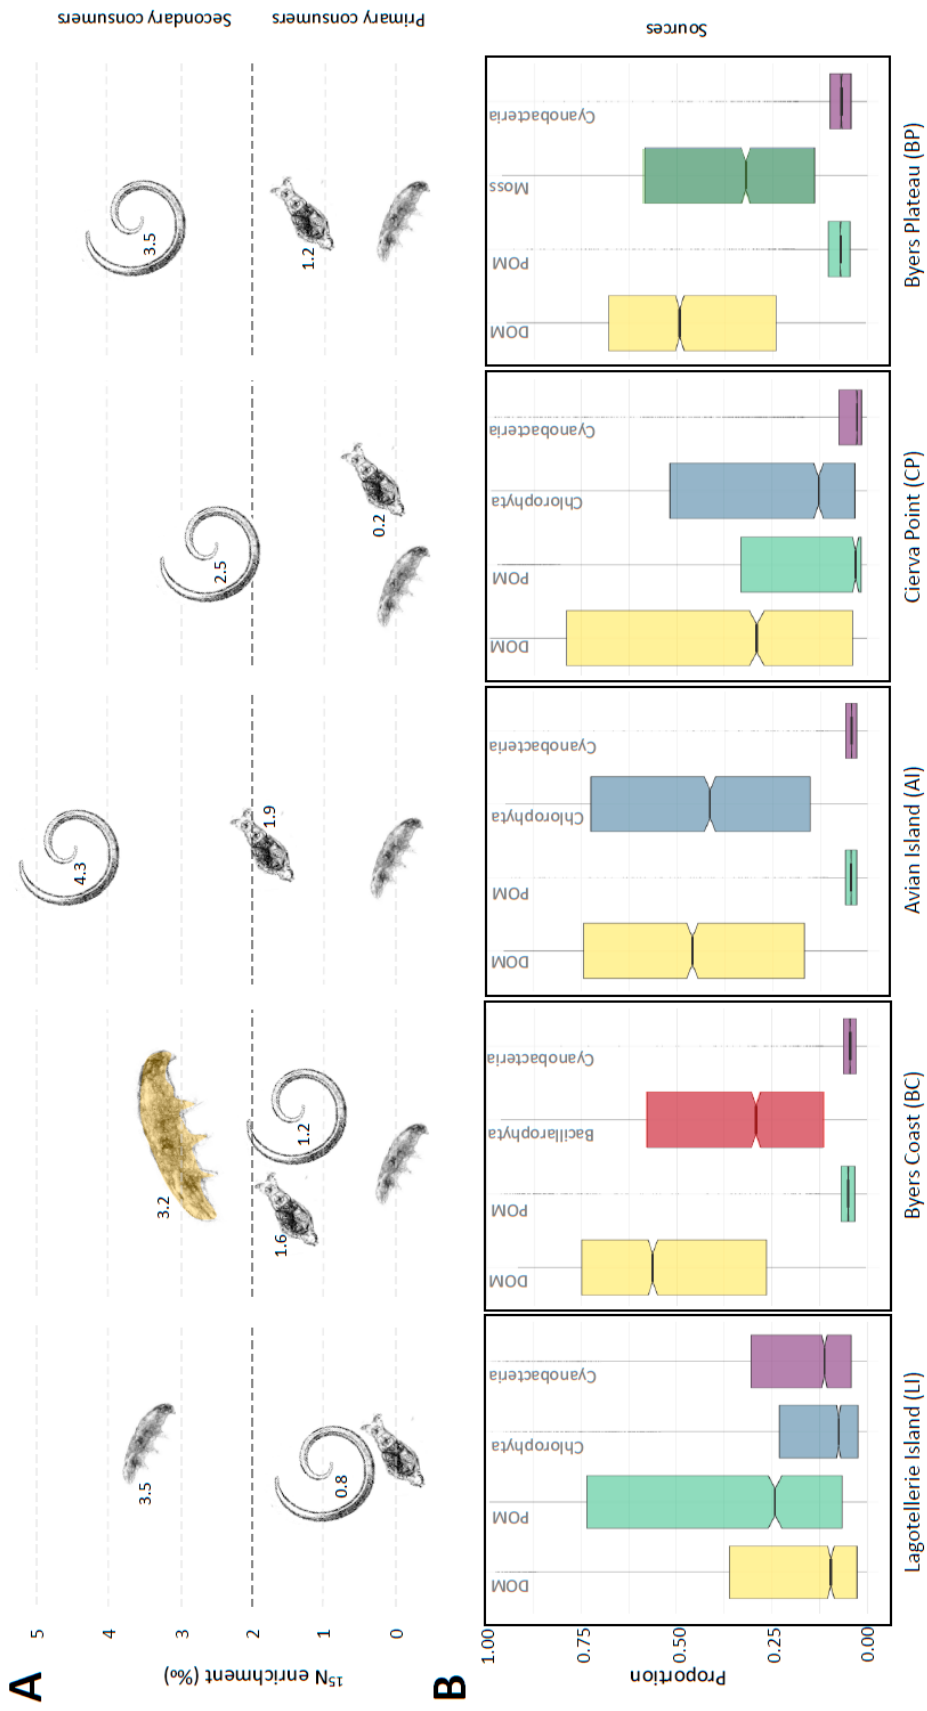 A
Secondary consumers
Primary consumers
¹⁵N enrichment (‰)
5
4
3
2
1
0
3.5
0.8
3.2
1.6
1.2
4.3
1.9
2.5
0.2
3.5
1.2
B
Sources
Proportion
1.00
0.75
0.50
0.25
0.00
DOM
POM
Chlorophyta
Cyanobacteria
Lagotellerie Island (LI)
DOM
POM
Bacillarophyta
Cyanobacteria
Byers Coast (BC)
DOM
POM
Chlorophyta
Cyanobacteria
Avian Island (AI)
DOM
POM
Chlorophyta
Cyanobacteria
Cierva Point (CP)
DOM
POM
Moss
Cyanobacteria
Byers Plateau (BP)